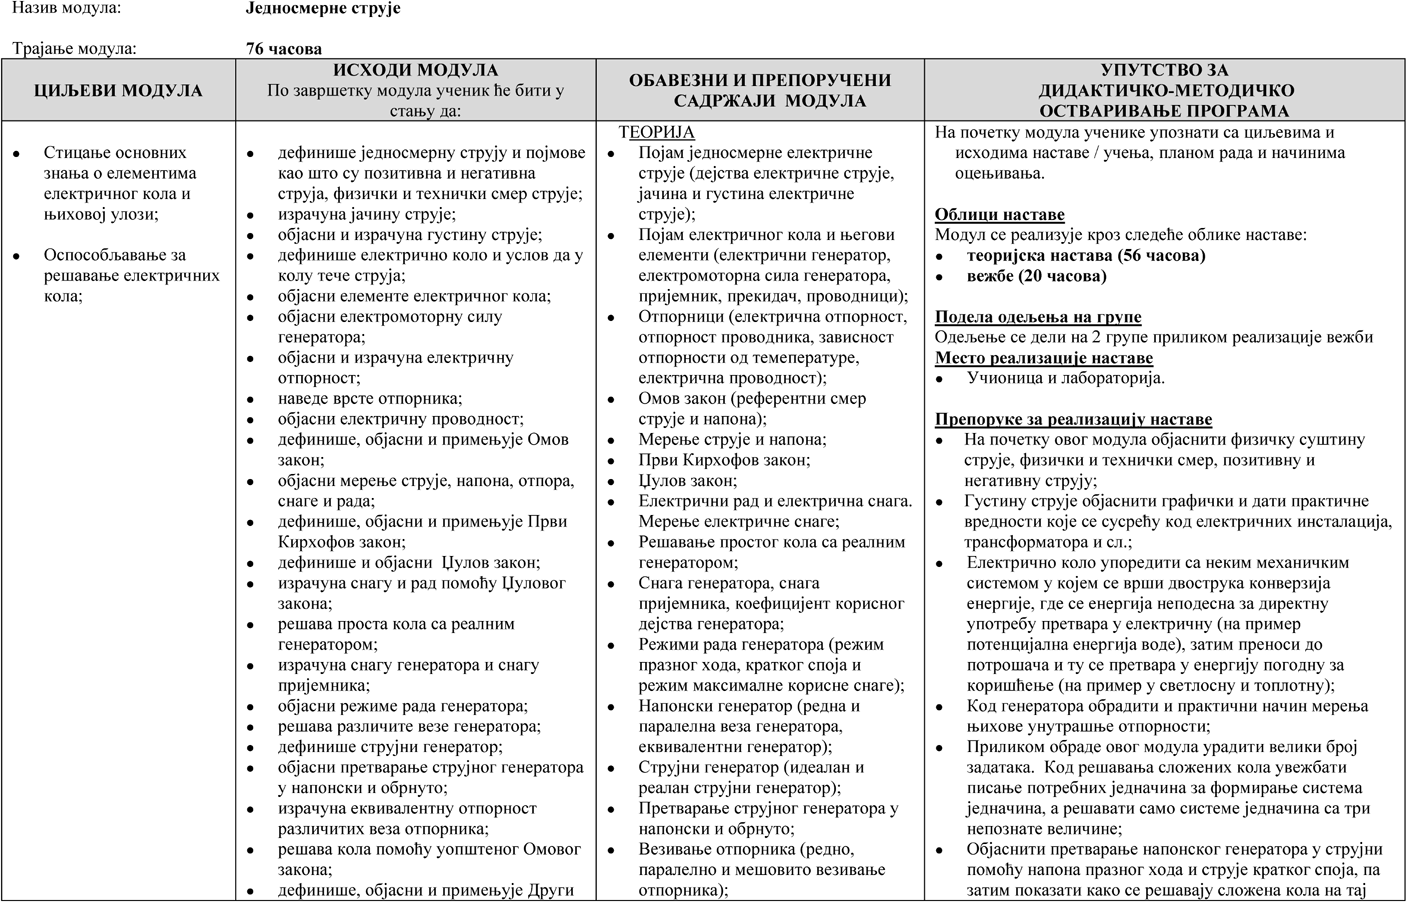 Назив модула: Једносмерне струје
Трајање модула: 76 часова
ЦИЉЕВИ МОДУЛА
ИСХОДИ МОДУЛА
По завршетку модула ученик ће бити у
стању да:
ОБАВЕЗНИ И ПРЕПОРУЧЕНИ
САДРЖАЈИ МОДУЛА
УПУТСТВО ЗА
ДИДАКТИЧКО-МЕТОДИЧКО
ОСТВАРИВАЊЕ ПРОГРАМА
● Стицање основних
знања о елементима
електричног кола и
њиховој улози;
● Оспособљавање за
решавање електричних
кола;
● дефинише једносмерну струју и појмове
као што су позитивна и негативна
струја, физички и технички смер струје;
● израчуна јачину струје;
● објасни и израчуна густину струје;
● дефинише електрично коло и услов да у
колу тече струја;
● објасни елементе електричног кола;
● објасни електромоторну силу
генератора;
● објасни и израчуна електричну
отпорност;
● наведе врсте отпорника;
● објасни електричну проводност;
● дефинише, објасни и примењује Омов
закон;
● објасни мерење струје, напона, отпора,
снаге и рада;
● дефинише, објасни и примењује Први
Кирхофов закон;
● дефинише и објасни Џулов закон;
● израчуна снагу и рад помоћу Џуловог
закона;
● решава проста кола са реалним
генератором;
● израчуна снагу генератора и снагу
пријемника;
● објасни режиме рада генератора;
● решава различите везе генератора;
● дефинише струјни генератор;
● објасни претварање струјног генератора
у напонски и обрнуто;
● израчуна еквивалентну отпорност
различитих веза отпорника;
● решава кола помоћу уопштеног Омовог
закона;
● дефинише, објасни и примењује Други
ТЕОРИЈА
● Појам једносмерне електричне
струје (дејства електричне струје,
јачина и густина електричне
струје);
● Појам електричног кола и његови
елементи (електрични генератор,
електромоторна сила генератора,
пријемник, прекидач, проводници);
● Отпорници (електрична отпорност,
отпорност проводника, зависност
отпорности од темепературе,
електрична проводност);
● Омов закон (референтни смер
струје и напона);
● Мерење струје и напона;
● Први Кирхофов закон;
● Џулов закон;
● Електрични рад и електрична снага.
Мерење електричне снаге;
● Решавање простог кола са реалним
генератором;
● Снага генератора, снага
пријемника, коефицијент корисног
дејства генератора;
● Режими рада генератора (режим
празног хода, кратког споја и
режим максималне корисне снаге);
● Напонски генератор (редна и
паралелна веза генератора,
еквивалентни генератор);
● Струјни генератор (идеалан и
реалан струјни генератор);
● Претварање струјног генератора у
напонски и обрнуто;
● Везивање отпорника (редно,
паралелно и мешовито везивање
отпорника);
На почетку модула ученике упознати са циљевима и
исходима наставе / учења, планом рада и начинима
оцењивања.
Облици наставе
Модул се реализује кроз следеће облике наставе:
● теоријска настава (56 часова)
● вежбе (20 часова)
Подела одељења на групе
Одељење се дели на 2 групе приликом реализације вежби
Место реализације наставе
● Учионица и лабораторија.
Препоруке за реализацију наставе
● На почетку овог модула објаснити физичку суштину
струје, физички и технички смер, позитивну и
негативну струју;
● Густину струје објаснити графички и дати практичне
вредности које се сусрећу код електричних инсталација,
трансформатора и сл.;
● Електрично коло упоредити са неким механичким
системом у којем се врши двострука конверзија
енергије, где се енергија неподесна за директну
употребу претвара у електричну (на пример
потенцијална енергија воде), затим преноси до
потрошача и ту се претвара у енергију погодну за
коришћење (на пример у светлосну и топлотну);
● Код генератора обрадити и практични начин мерења
њихове унутрашње отпорности;
● Приликом обраде овог модула урадити велики број
задатака. Код решавања сложених кола увежбати
писање потребних једначина за формирање система
једначина, а решавати само системе једначина са три
непознате величине;
● Објаснити претварање напонског генератора у струјни
помоћу напона празног хода и струје кратког споја, па
затим показати како се решавају сложена кола на тај